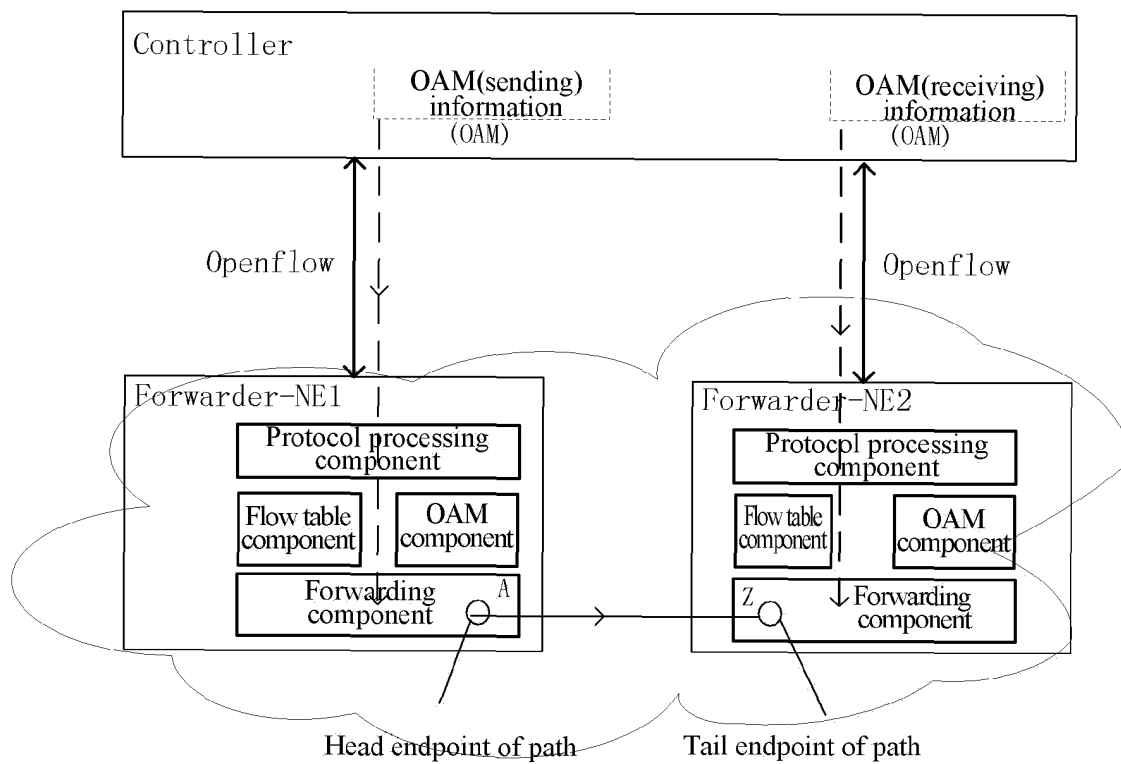 Controller
OAM(sending)
information
(OAM)
OAM(receiving)
information
(OAM)
Openflow
Openflow
Forwarder-NE1
Protocol processing
component
Flow table
component
OAM
component
Forwarding
component
A
Forwarder-NE2
Protocol processing
component
Flow table
component
OAM
component
Z
Forwarding
component
Head endpoint of path
Tail endpoint of path